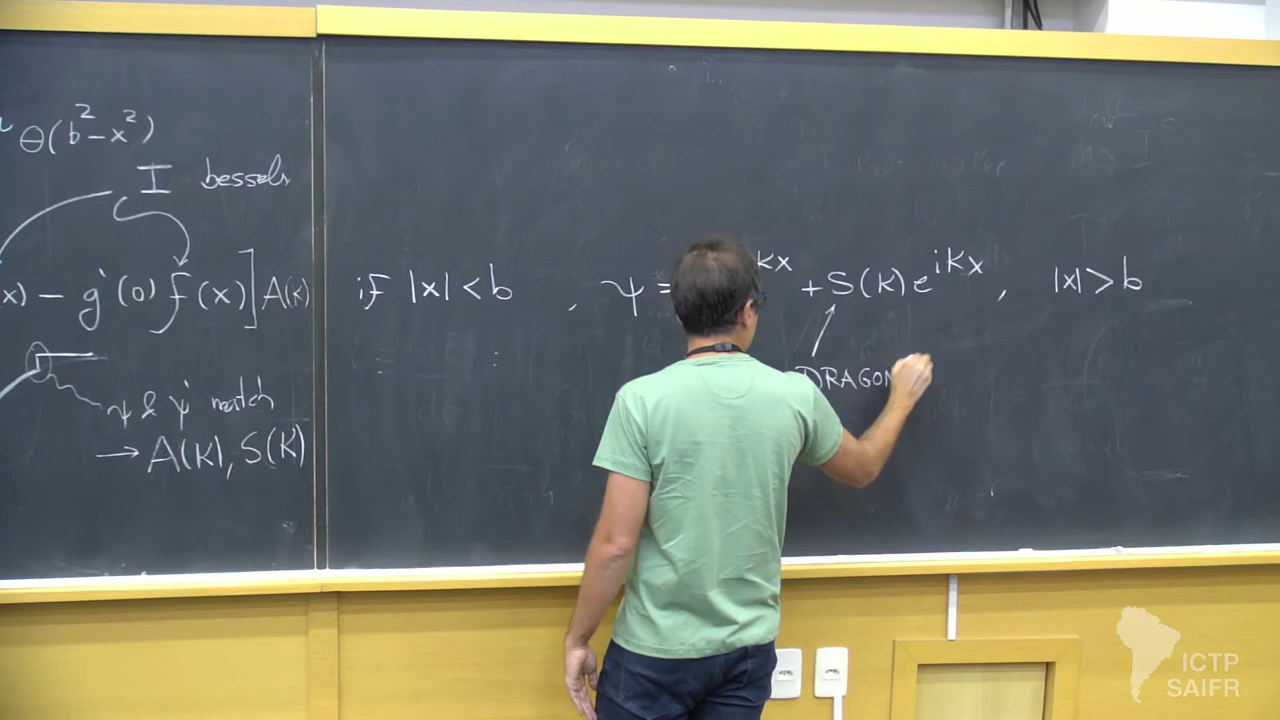 θ(b²-x²)
I bessels
x) - g'(0) f(x)] A(k) if |x| < b , ψ = kx + S(k) e^{ikx} , |x| > b
DRAGON
ψ & ψ̇ match
→ A(k), S(k)
ICTP
SAIFR